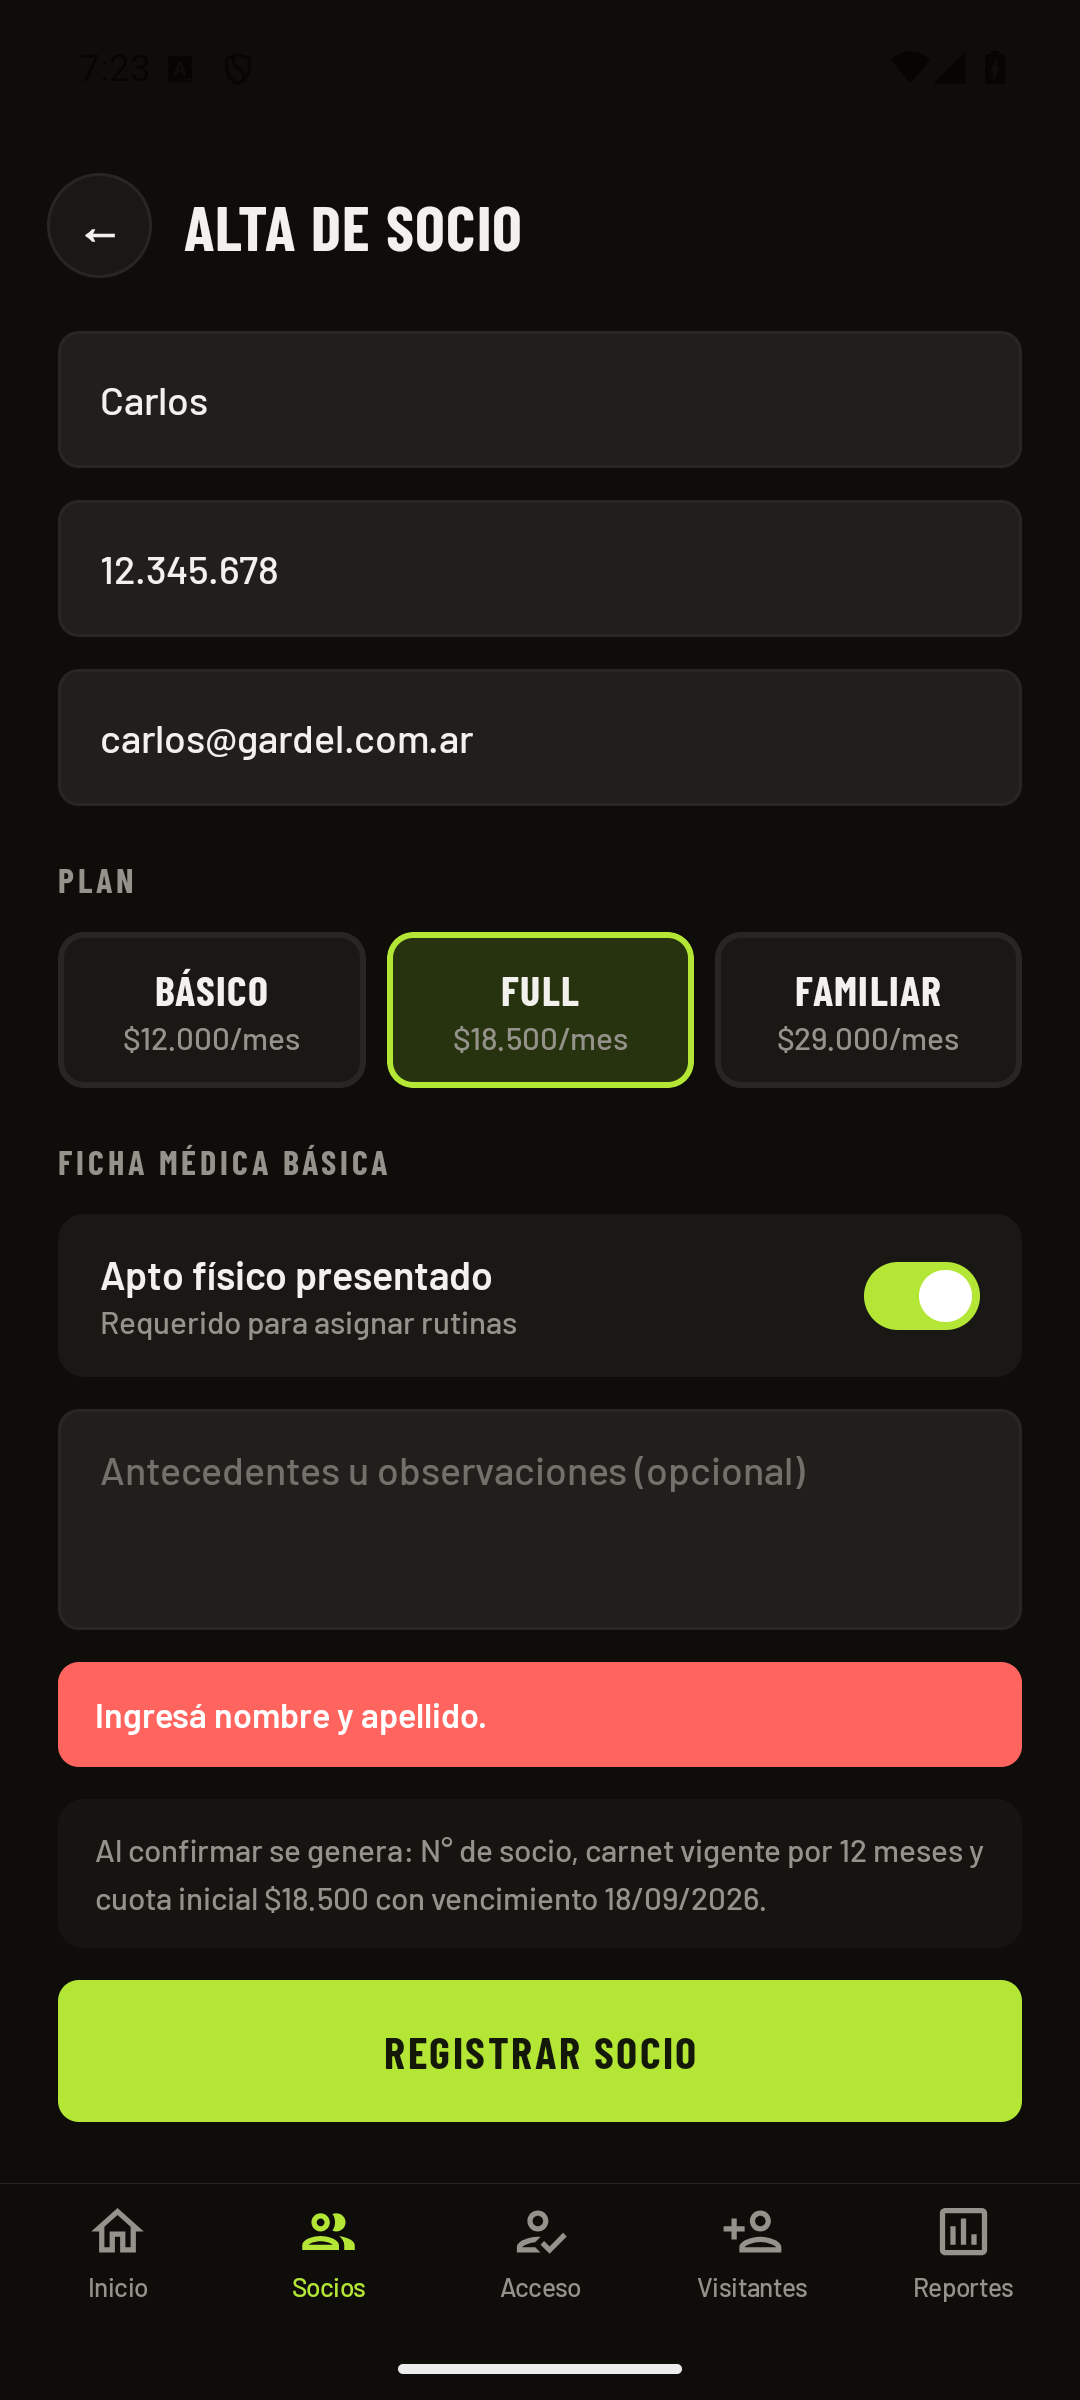 7:23
←
ALTA DE SOCIO
Carlos
12.345.678
carlos@gardel.com.ar
PLAN
BÁSICO
$12.000/mes
FULL
$18.500/mes
FAMILIAR
$29.000/mes
FICHA MÉDICA BÁSICA
Apto físico presentado
Requerido para asignar rutinas
Antecedentes u observaciones (opcional)
Ingresá nombre y apellido.
Al confirmar se genera: N° de socio, carnet vigente por 12 meses y
cuota inicial $18.500 con vencimiento 18/09/2026.
REGISTRAR SOCIO
Inicio
Socios
Acceso
Visitantes
Reportes